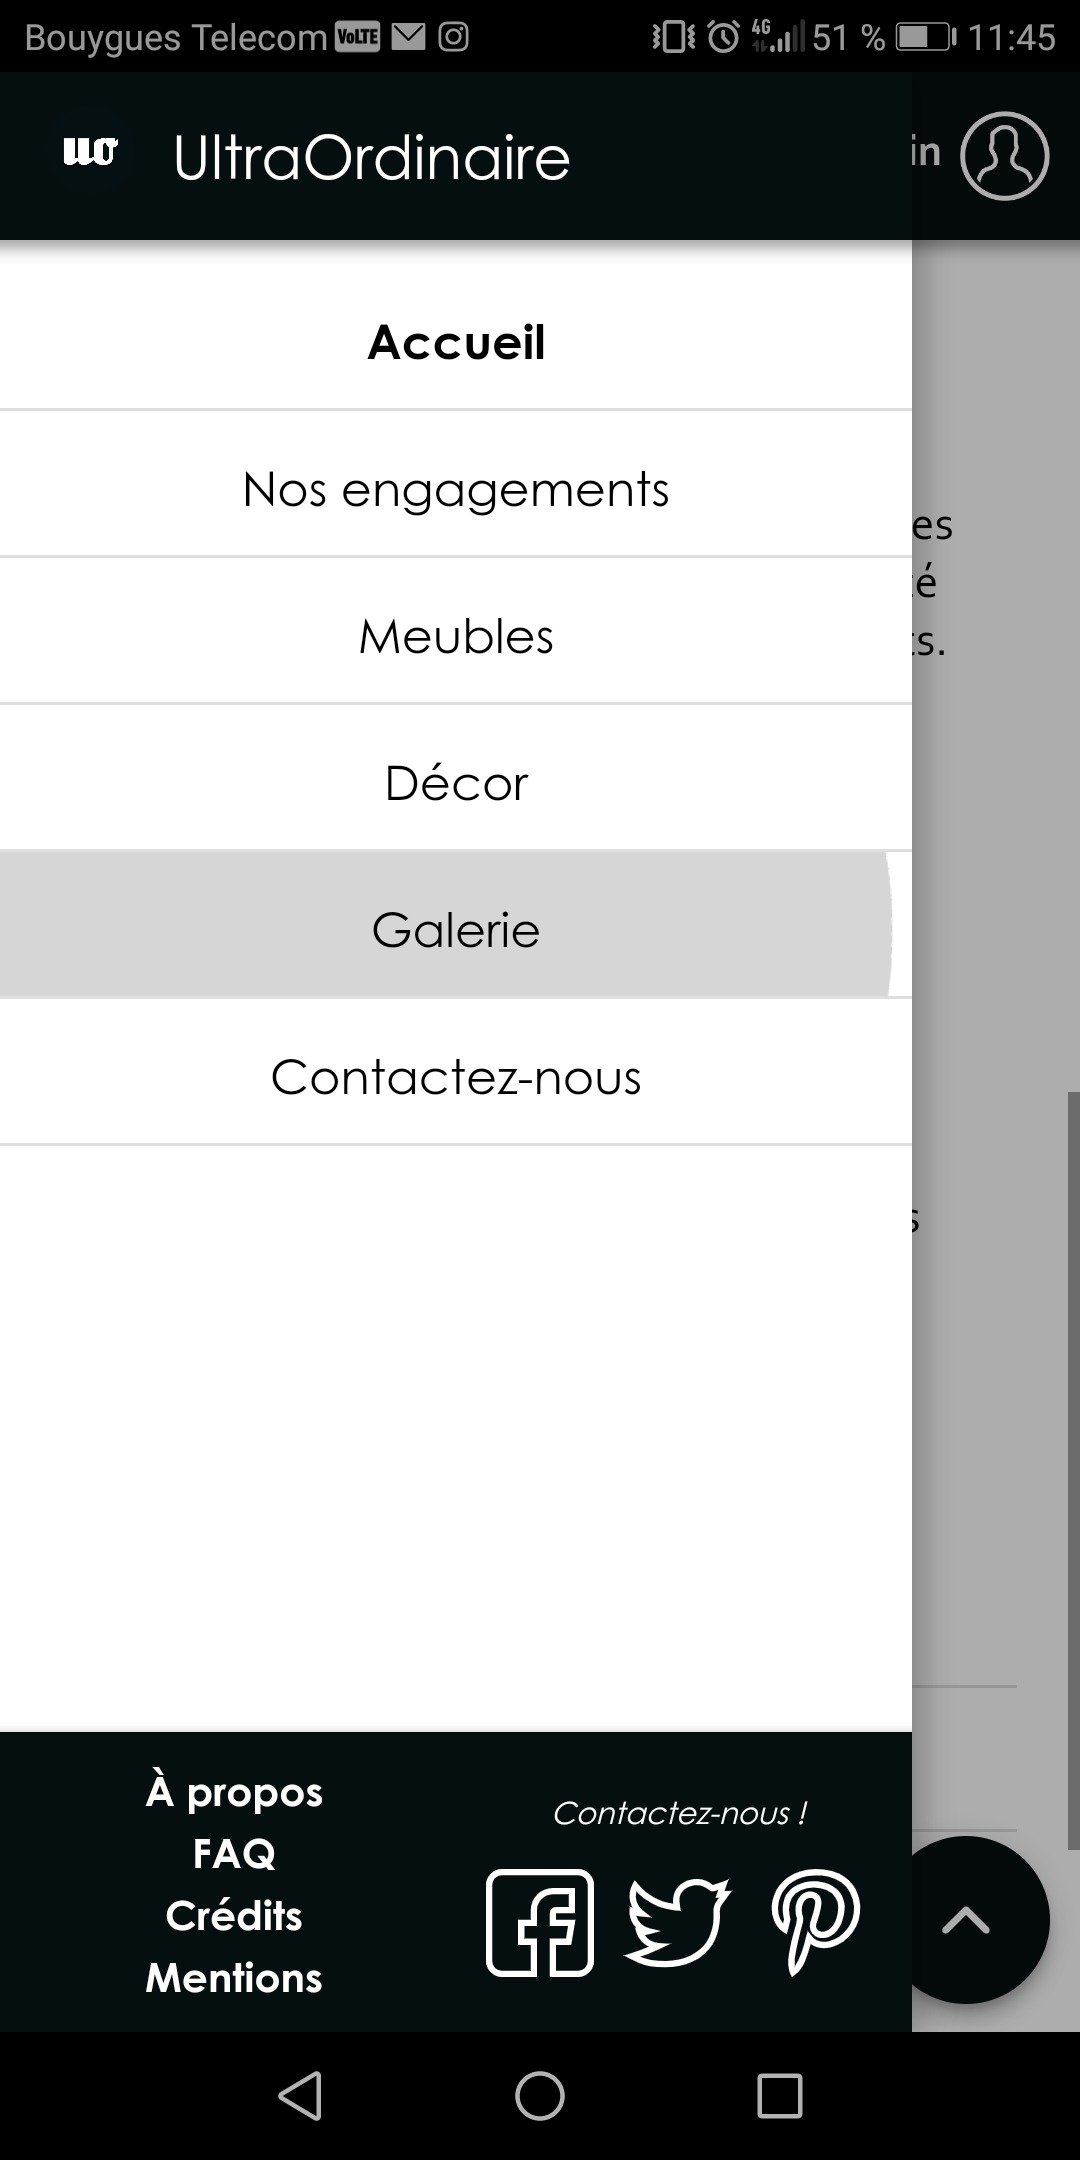 Bouygues Telecom VoLTE 4G 51 % 11:45
uo UltraOrdinaire in
Accueil
Nos engagements
es
é
Meubles
s.
Décor
Galerie
Contactez-nous
s
À propos
FAQ
Crédits
Mentions
Contactez-nous !